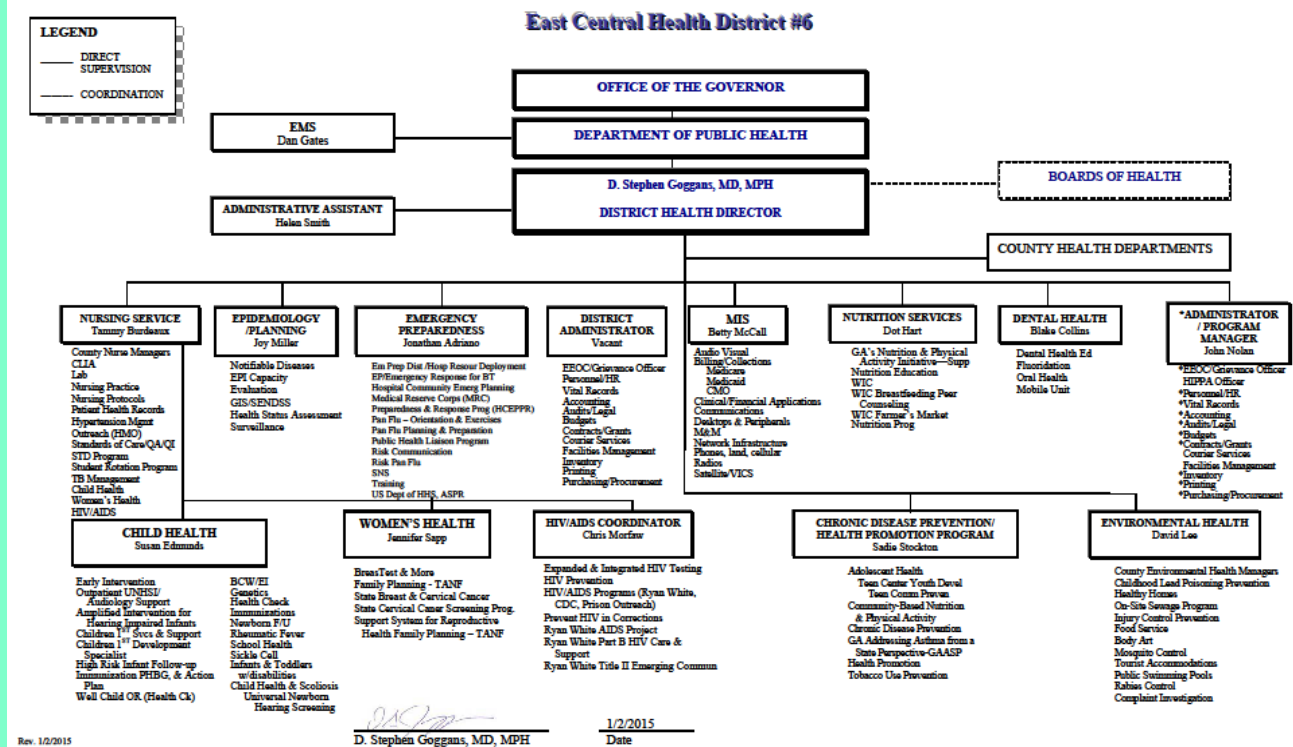 East Central Health District #6
LEGEND
DIRECT
SUPERVISION
COORDINATION
OFFICE OF THE GOVERNOR
EMS
Dan Gates
DEPARTMENT OF PUBLIC HEALTH
D. Stephen Goggans, MD, MPH
DISTRICT HEALTH DIRECTOR
BOARDS OF HEALTH
ADMINISTRATIVE ASSISTANT
Helen Smith
COUNTY HEALTH DEPARTMENTS
NURSING SERVICE
Tammy Burdeaux
County Nurse Managers
CLIA
Lab
Nursing Practice
Nursing Protocols
Patient Health Records
Hypertension Mgmt
Outreach (HMO)
Standards of Care/QA/QI
STD Program
Student Rotation Program
TB Management
Child Health
Women's Health
HIV/AIDS
EPIDEMIOLOGY
/PLANNING
Joy Miller
Notifiable Diseases
EPI Capacity
Evaluation
GIS/SENDSS
Health Status Assessment
Surveillance
EMERGENCY
PREPAREDNESS
Jonathan Adriano
Em Prep Dist /Hosp Resour Deployment
EP/Emergency Response for BT
Hospital Community Emerg Planning
Medical Reserve Corps (MRC)
Preparedness & Response Prog (HCEPPR)
Pan Flu – Orientation & Exercises
Pan Flu Planning & Preparation
Public Health Liaison Program
Risk Communication
Risk Pan Flu
SNS
Training
US Dept of HHS, ASPR
DISTRICT
ADMINISTRATOR
Vacant
EEOC/Grievance Officer
Personnel/HR
Vital Records
Accounting
Audits/Legal
Budgets
Contracts/Grants
Courier Services
Facilities Management
Inventory
Printing
Purchasing/Procurement
MIS
Betty McCall
Audio Visual
Billing/Collections
Medicare
Medicaid
CMO
Clinical/Financial Applications
Communications
Desktops & Peripherals
M&M
Network Infrastructure
Phones, land, cellular
Radios
Satellite/VICS
NUTRITION SERVICES
Dot Hart
GA's Nutrition & Physical
Activity Initiative—Supp
Nutrition Education
WIC
WIC Breastfeeding Peer
Counseling
WIC Farmer's Market
Nutrition Prog
DENTAL HEALTH
Blake Collins
Dental Health Ed
Fluoridation
Oral Health
Mobile Unit
*ADMINISTRATOR
/ PROGRAM
MANAGER
John Nolan
*EEOC/Grievance Officer
HIPPA Officer
*Personnel/HR
*Vital Records
*Accounting
*Audits/Legal
*Budgets
*Contracts/Grants
Courier Services
Facilities Management
*Inventory
*Printing
*Purchasing/Procurement
CHILD HEALTH
Susan Edmunds
Early Intervention
Outpatient UNHSI/
Audiology Support
Amplified Intervention for
Hearing Impaired Infants
Children 1ST Svcs & Support
Children 1ST Development
Specialist
High Risk Infant Follow-up
Immunization PHBG, & Action
Plan
Well Child OR (Health Ck)
BCW/EI
Genetics
Health Check
Immunizations
Newborn F/U
Rheumatic Fever
School Health
Sickle Cell
Infants & Toddlers
w/disabilities
Child Health & Scoliosis
Universal Newborn
Hearing Screening
WOMEN'S HEALTH
Jennifer Sapp
BreasTest & More
Family Planning - TANF
State Breast & Cervical Cancer
State Cervical Caner Screening Prog.
Support System for Reproductive
Health Family Planning – TANF
HIV/AIDS COORDINATOR
Chris Morfaw
Expanded & Integrated HIV Testing
HIV Prevention
HIV/AIDS Programs (Ryan White,
CDC, Prison Outreach)
Prevent HIV in Corrections
Ryan White AIDS Project
Ryan White Part B HIV Care &
Support
Ryan White Title II Emerging Commun
CHRONIC DISEASE PREVENTION/
HEALTH PROMOTION PROGRAM
Sadie Stockton
Adolescent Health
Teen Center Youth Devel
Teen Comm Preven
Community-Based Nutrition
& Physical Activity
Chronic Disease Prevention
GA Addressing Asthma from a
State Perspective-GAASP
Health Promotion
Tobacco Use Prevention
ENVIRONMENTAL HEALTH
David Lee
County Environmental Health Managers
Childhood Lead Poisoning Prevention
Healthy Homes
On-Site Sewage Program
Injury Control Prevention
Food Service
Body Art
Mosquito Control
Tourist Accommodations
Public Swimming Pools
Rabies Control
Complaint Investigation
1/2/2015
D. Stephen Goggans, MD, MPH
Date
Rev. 1/2/2015